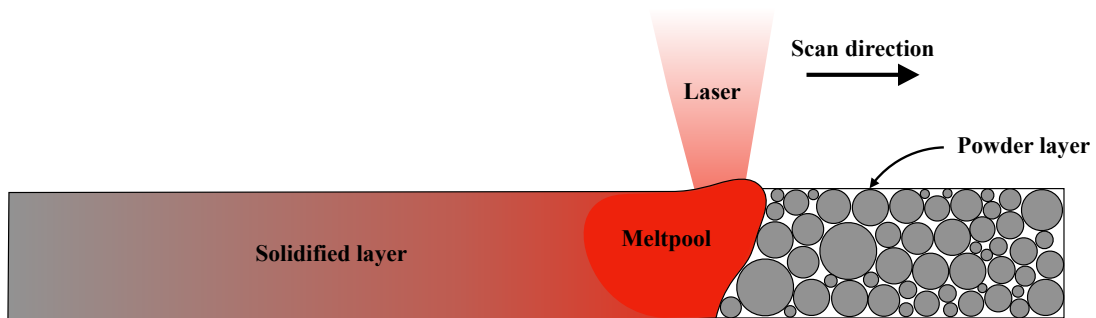 Scan direction
Laser
Powder layer
Meltpool
Solidified layer